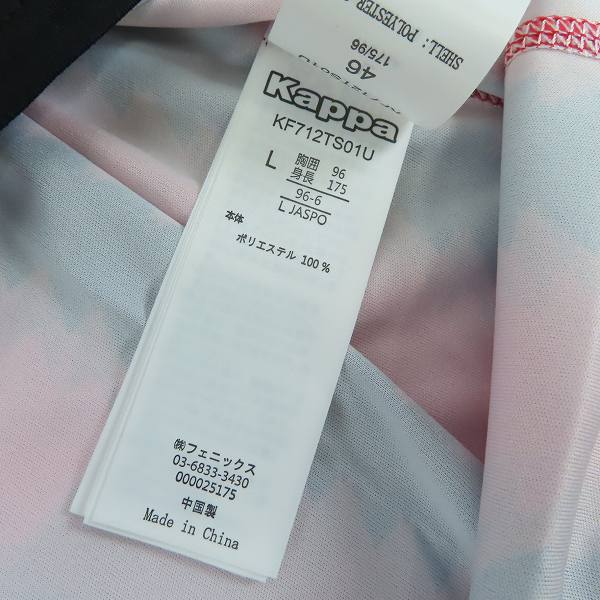 SHELL: POLYESTER
46
175/96
Kappa
KF712TS01U
L 胸囲 96
身長 175
96-6
L JASPO
本体
ポリエステル 100 %
㈱フェニックス
03-6833-3430
000025175
中国製
Made in China